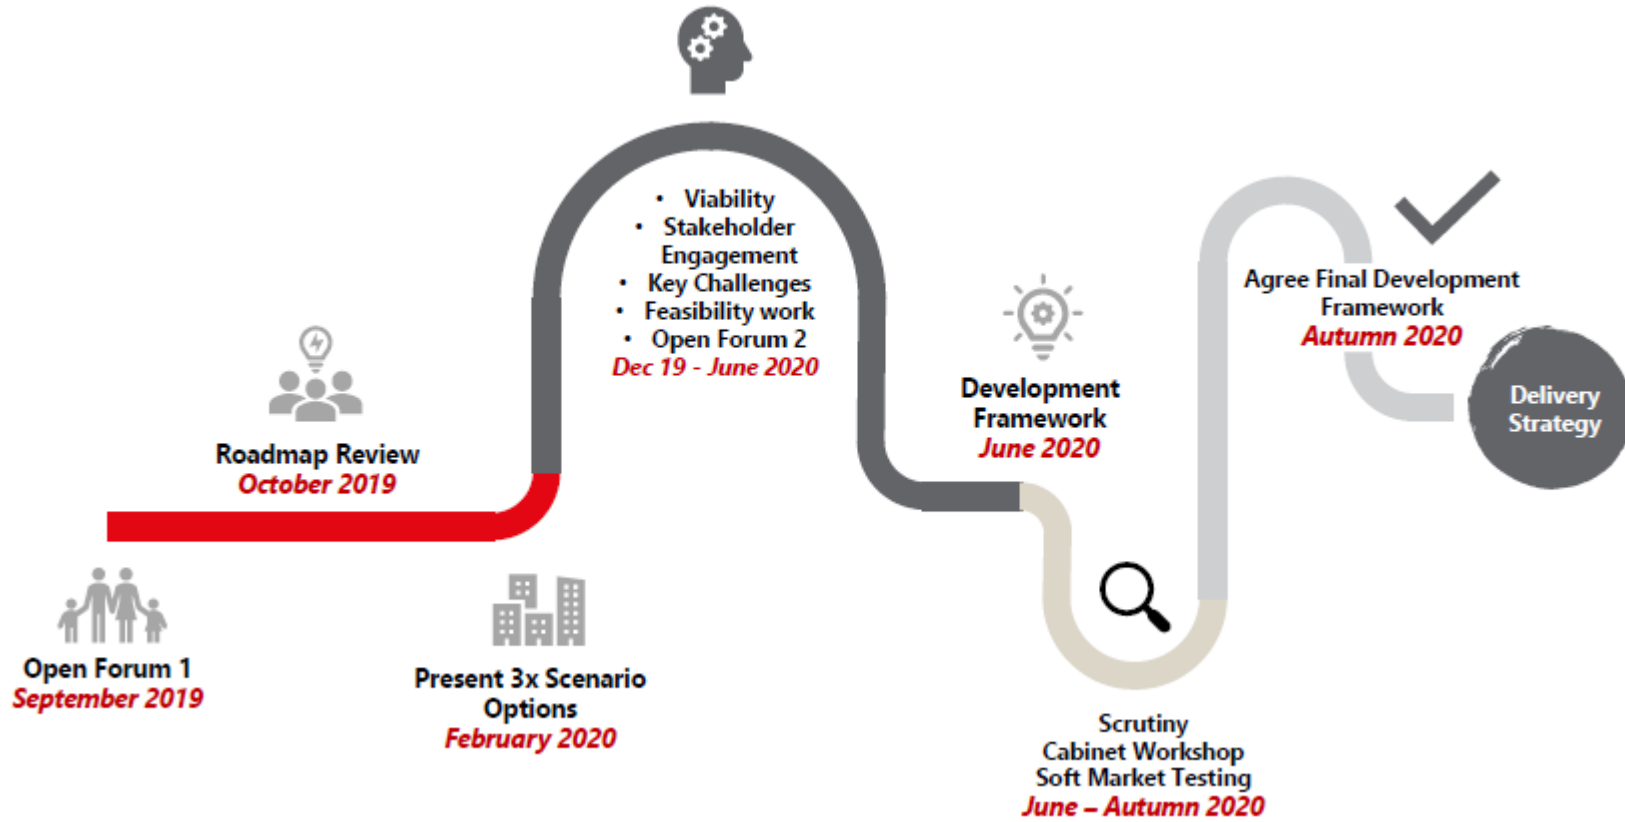 Open Forum 1
September 2019
Roadmap Review
October 2019
Present 3x Scenario
Options
February 2020
• Viability
• Stakeholder
Engagement
• Key Challenges
• Feasibility work
• Open Forum 2
Dec 19 - June 2020
Development
Framework
June 2020
Scrutiny
Cabinet Workshop
Soft Market Testing
June – Autumn 2020
Agree Final Development
Framework
Autumn 2020
Delivery
Strategy